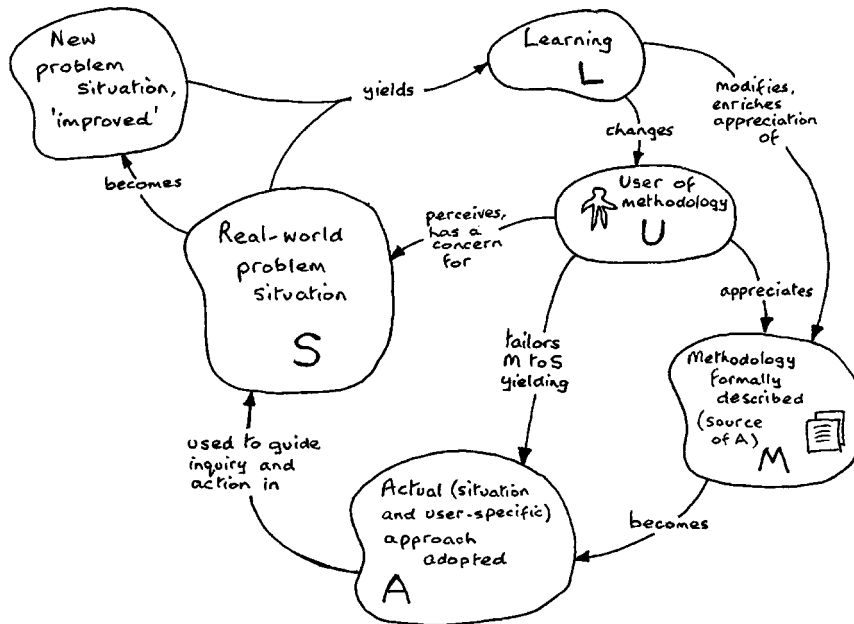 New
problem
situation,
'improved'
becomes
yields
Learning
L
modifies,
enriches
appreciation
of
changes
User of
methodology
U
perceives,
has a
concern
for
appreciates
Real-world
problem
situation
S
tailors
M to S
yielding
Methodology
formally
described
(source
of A)
M
used to guide
inquiry and
action in
Actual (situation
and user-specific)
approach
adopted
A
becomes